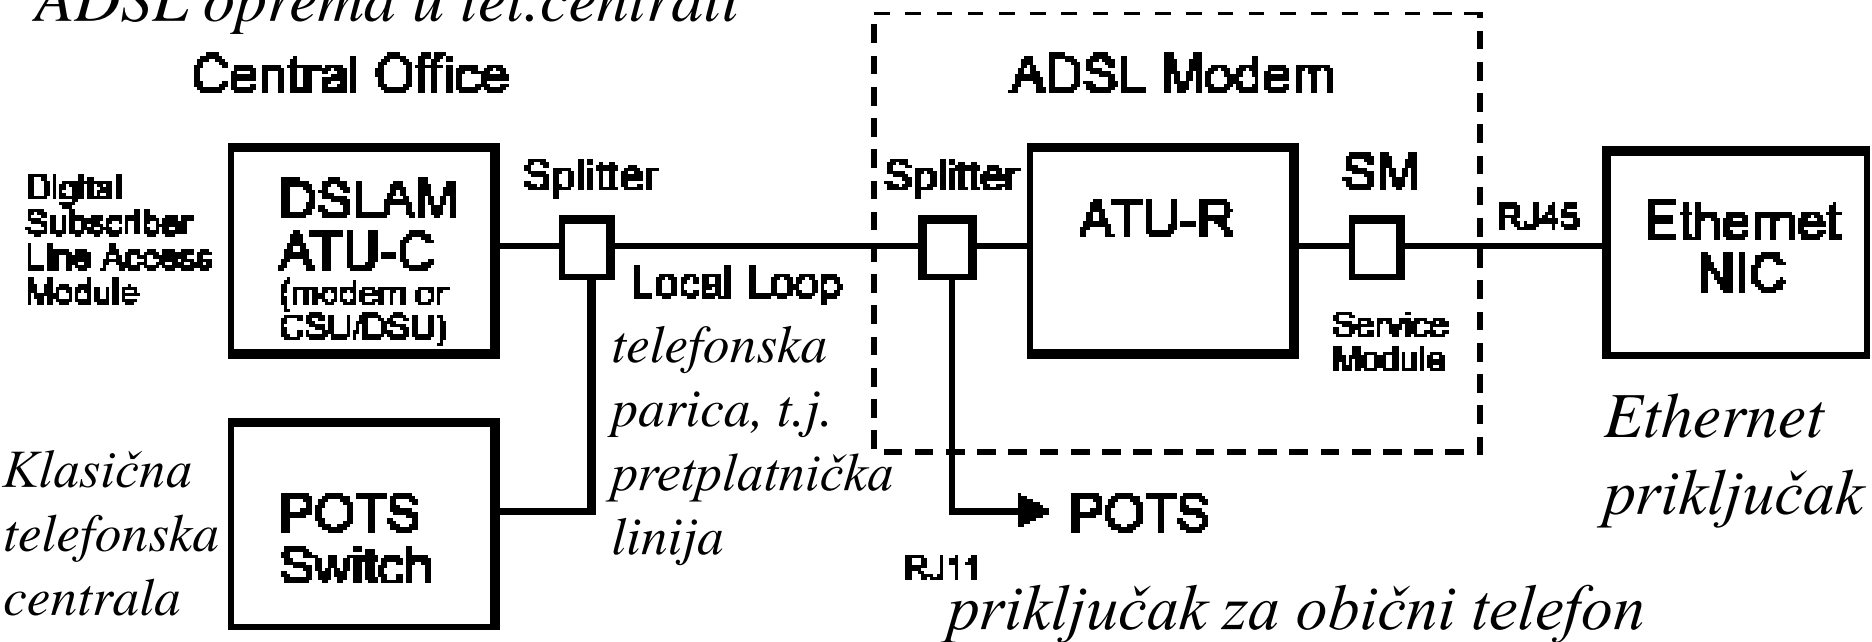 ADSL oprema u tel.centrali
Central Office
ADSL Modem
Digital
Subscriber
Line Access
Module
DSLAM
ATU-C
(modem or
CSU/DSU)
Splitter
Local Loop
telefonska
parica, t.j.
pretplatnička
linija
Splitter
ATU-R
SM
Service
Module
RJ45
Ethernet
NIC
Ethernet
priključak
Klasična
telefonska
centrala
POTS
Switch
POTS
RJ11
priključak za obični telefon